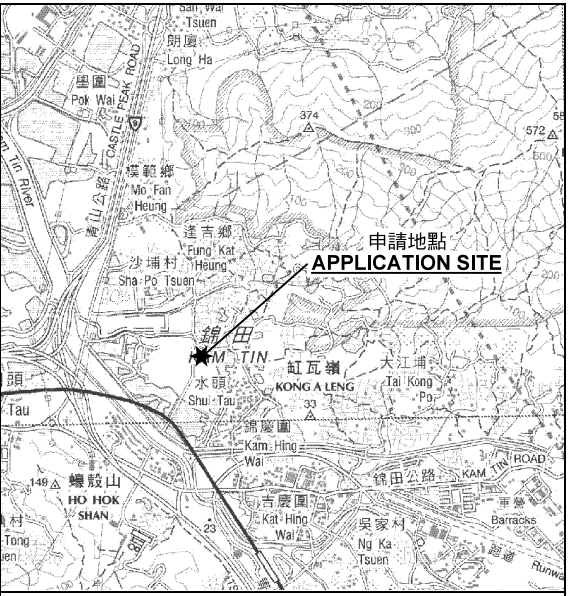 San Wai
Tsuen
朗廈
Long Ha
壆圍
Pok Wai
CASTLE PEAK ROAD
9
374
200
300
572
500
Tin River
模範鄉
Mo Fan
Heung
青山公路
逢吉鄉
Fung Kat
Heung
沙埔村
Sha Po Tsuen
申請地點
APPLICATION SITE
錦田
TIN
缸瓦嶺
KONG A LENG
33
大江埔
Tai Kong
Po
水頭
Shui Tau
頭
Tau
錦慶圍
Kam Hing
Wai
149
蠔殼山
HO HOK
SHAN
錦田公路
KAM TIN ROAD
吉慶圍
Kat Hing
Wai
23
吳家村
Ng Ka
Tsuen
軍營
Barracks
跑道
Runwa
村
Tong
uen